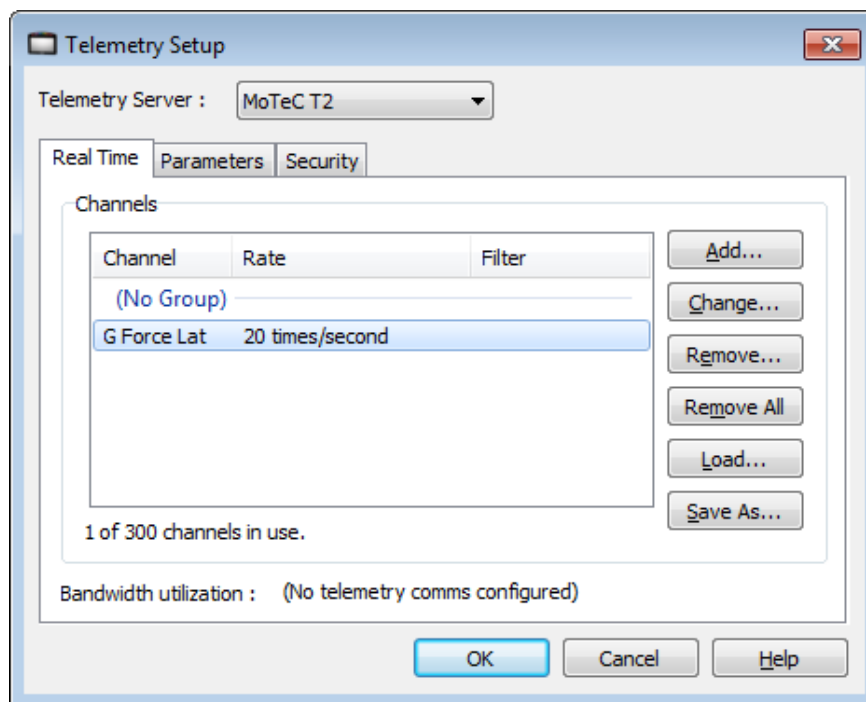 Telemetry Setup
Telemetry Server : MoTeC T2
Real Time Parameters Security
Channels
Channel Rate Filter
(No Group)
G Force Lat 20 times/second
Add...
Change...
Remove...
Remove All
Load...
Save As...
1 of 300 channels in use.
Bandwidth utilization : (No telemetry comms configured)
OK Cancel Help